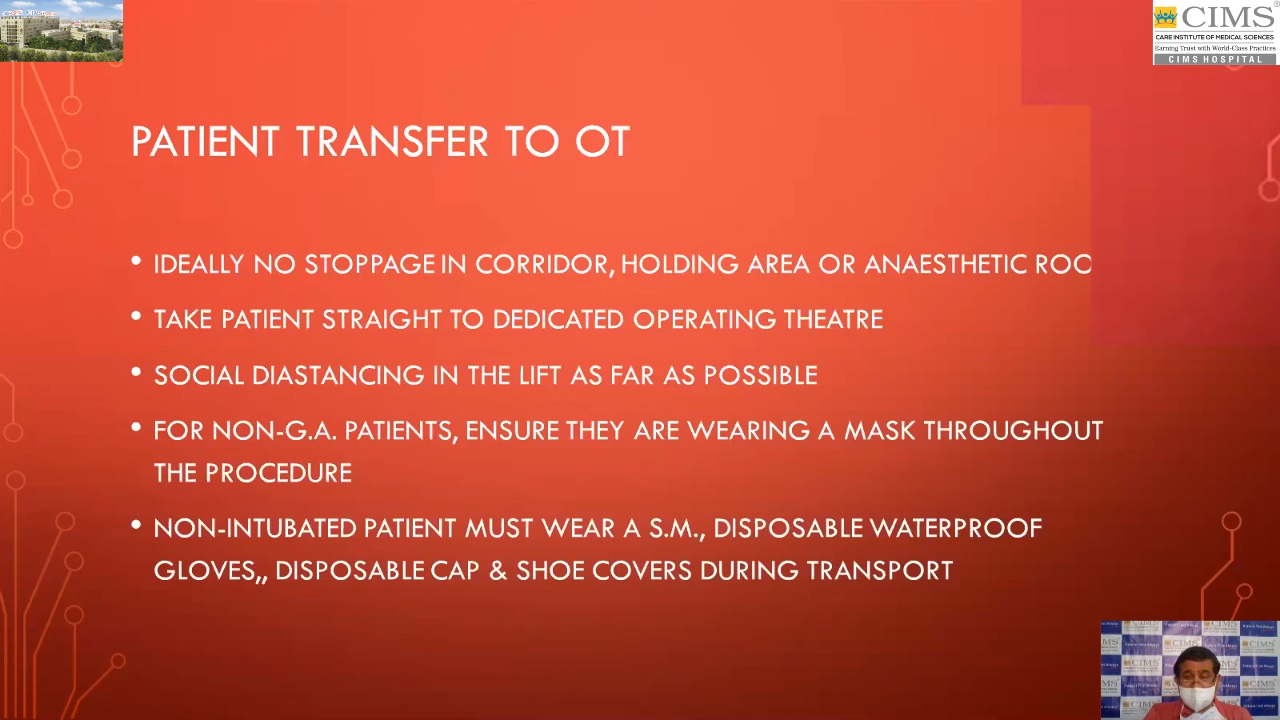 CIMS
CARE INSTITUTE OF MEDICAL SCIENCES
Earning Trust with World-Class Practices
CIMS HOSPITAL
PATIENT TRANSFER TO OT
• IDEALLY NO STOPPAGE IN CORRIDOR, HOLDING AREA OR ANAESTHETIC ROO
• TAKE PATIENT STRAIGHT TO DEDICATED OPERATING THEATRE
• SOCIAL DIASTANCING IN THE LIFT AS FAR AS POSSIBLE
• FOR NON-G.A. PATIENTS, ENSURE THEY ARE WEARING A MASK THROUGHOUT
THE PROCEDURE
• NON-INTUBATED PATIENT MUST WEAR A S.M., DISPOSABLE WATERPROOF
GLOVES,, DISPOSABLE CAP & SHOE COVERS DURING TRANSPORT
CIMS